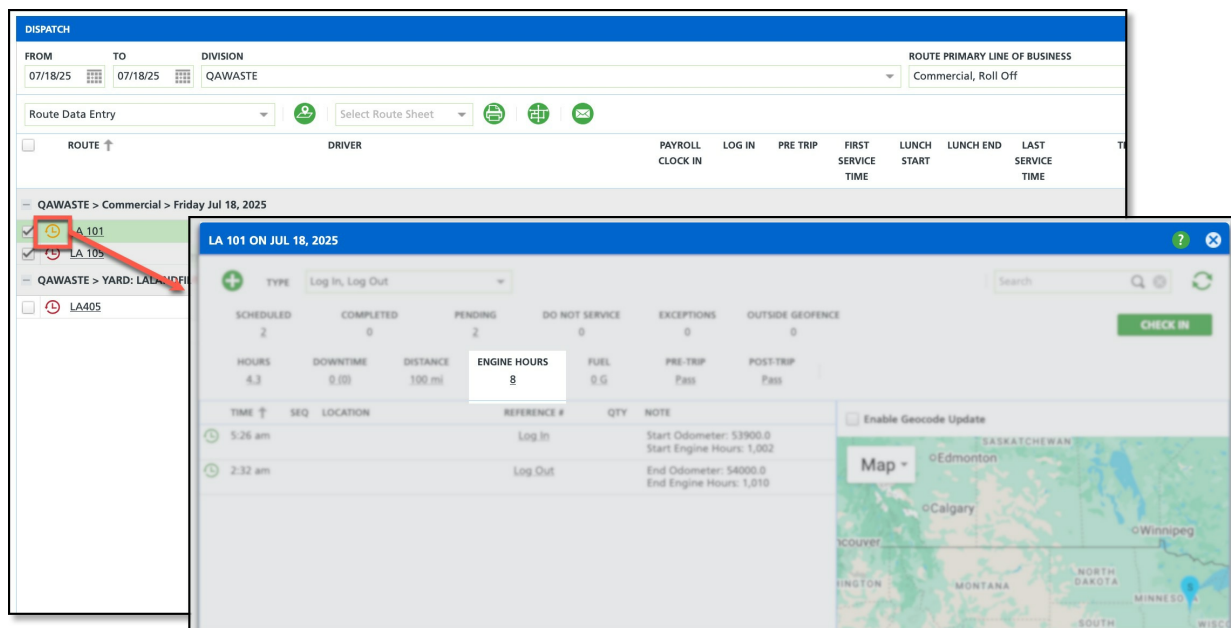 DISPATCH
FROM TO DIVISION ROUTE PRIMARY LINE OF BUSINESS
07/18/25 07/18/25 QAWASTE Commercial, Roll Off
Route Data Entry Select Route Sheet
ROUTE DRIVER PAYROLL CLOCK IN LOG IN PRE TRIP FIRST SERVICE TIME LUNCH START LUNCH END LAST SERVICE TIME
QAWASTE > Commercial > Friday Jul 18, 2025
LA 101
LA 105
QAWASTE > YARD: LALANDFI
LA405
LA 101 ON JUL 18, 2025
TYPE Log In, Log Out Search
SCHEDULED COMPLETED PENDING DO NOT SERVICE EXCEPTIONS OUTSIDE GEOFENCE
2 0 2 0 0 0
CHECK IN
HOURS DOWNTIME DISTANCE ENGINE HOURS FUEL PRE-TRIP POST-TRIP
4.3 0 (0) 100 mi 8 0 G Pass Pass
TIME SEQ LOCATION REFERENCE # QTY NOTE
5:26 am Log In Start Odometer: 53900.0
Start Engine Hours: 1,002
2:32 am Log Out End Odometer: 54000.0
End Engine Hours: 1,010
Enable Geocode Update
Map
SASKATCHEWAN
Edmonton
Calgary
Winnipeg
NORTH DAKOTA
MONTANA
MINNESO
SOUTH
WISC